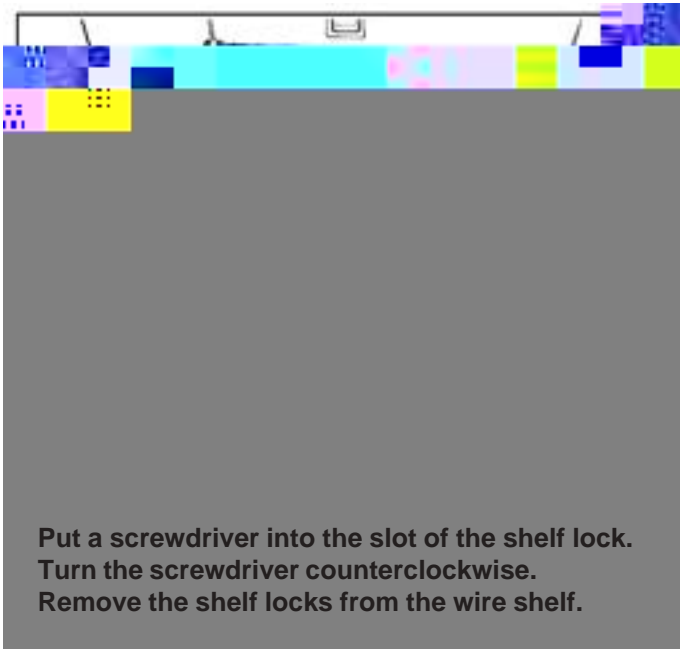 Put a screwdriver into the slot of the shelf lock.
Turn the screwdriver counterclockwise.
Remove the shelf locks from the wire shelf.